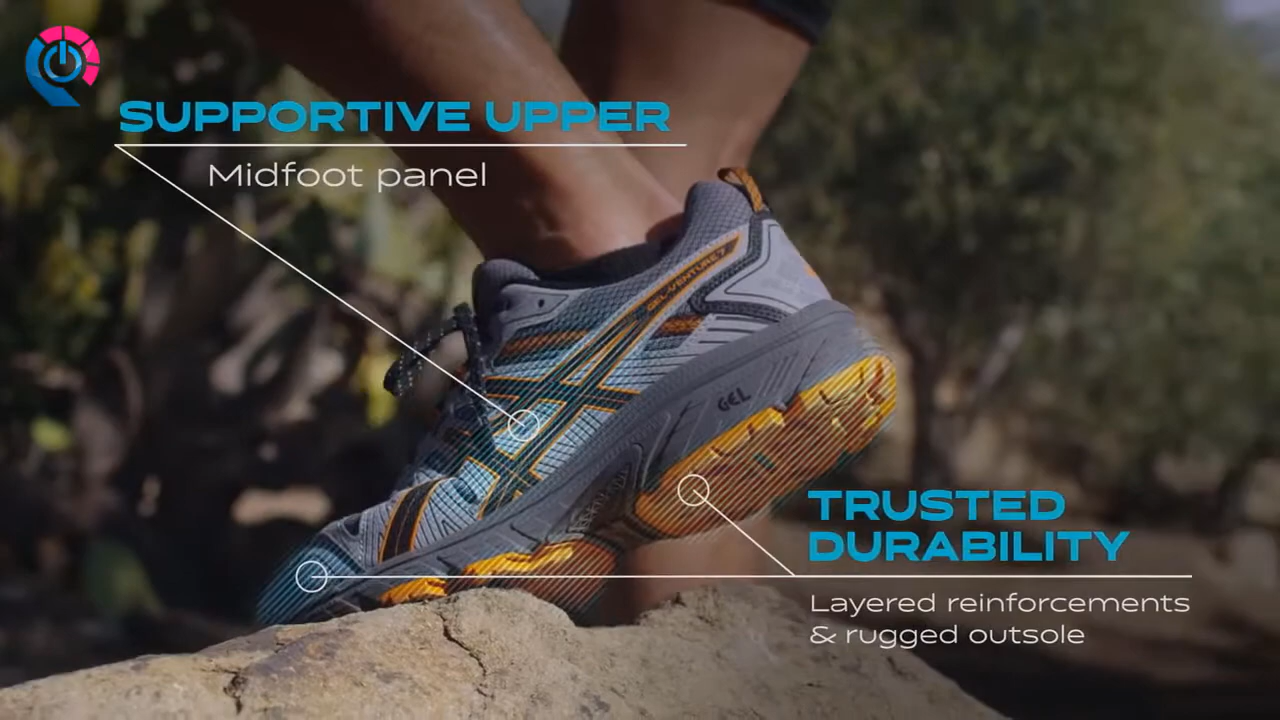 SUPPORTIVE UPPER
Midfoot panel
GEL-VENTURE 7
GEL
TRUSTED
DURABILITY
Layered reinforcements
& rugged outsole